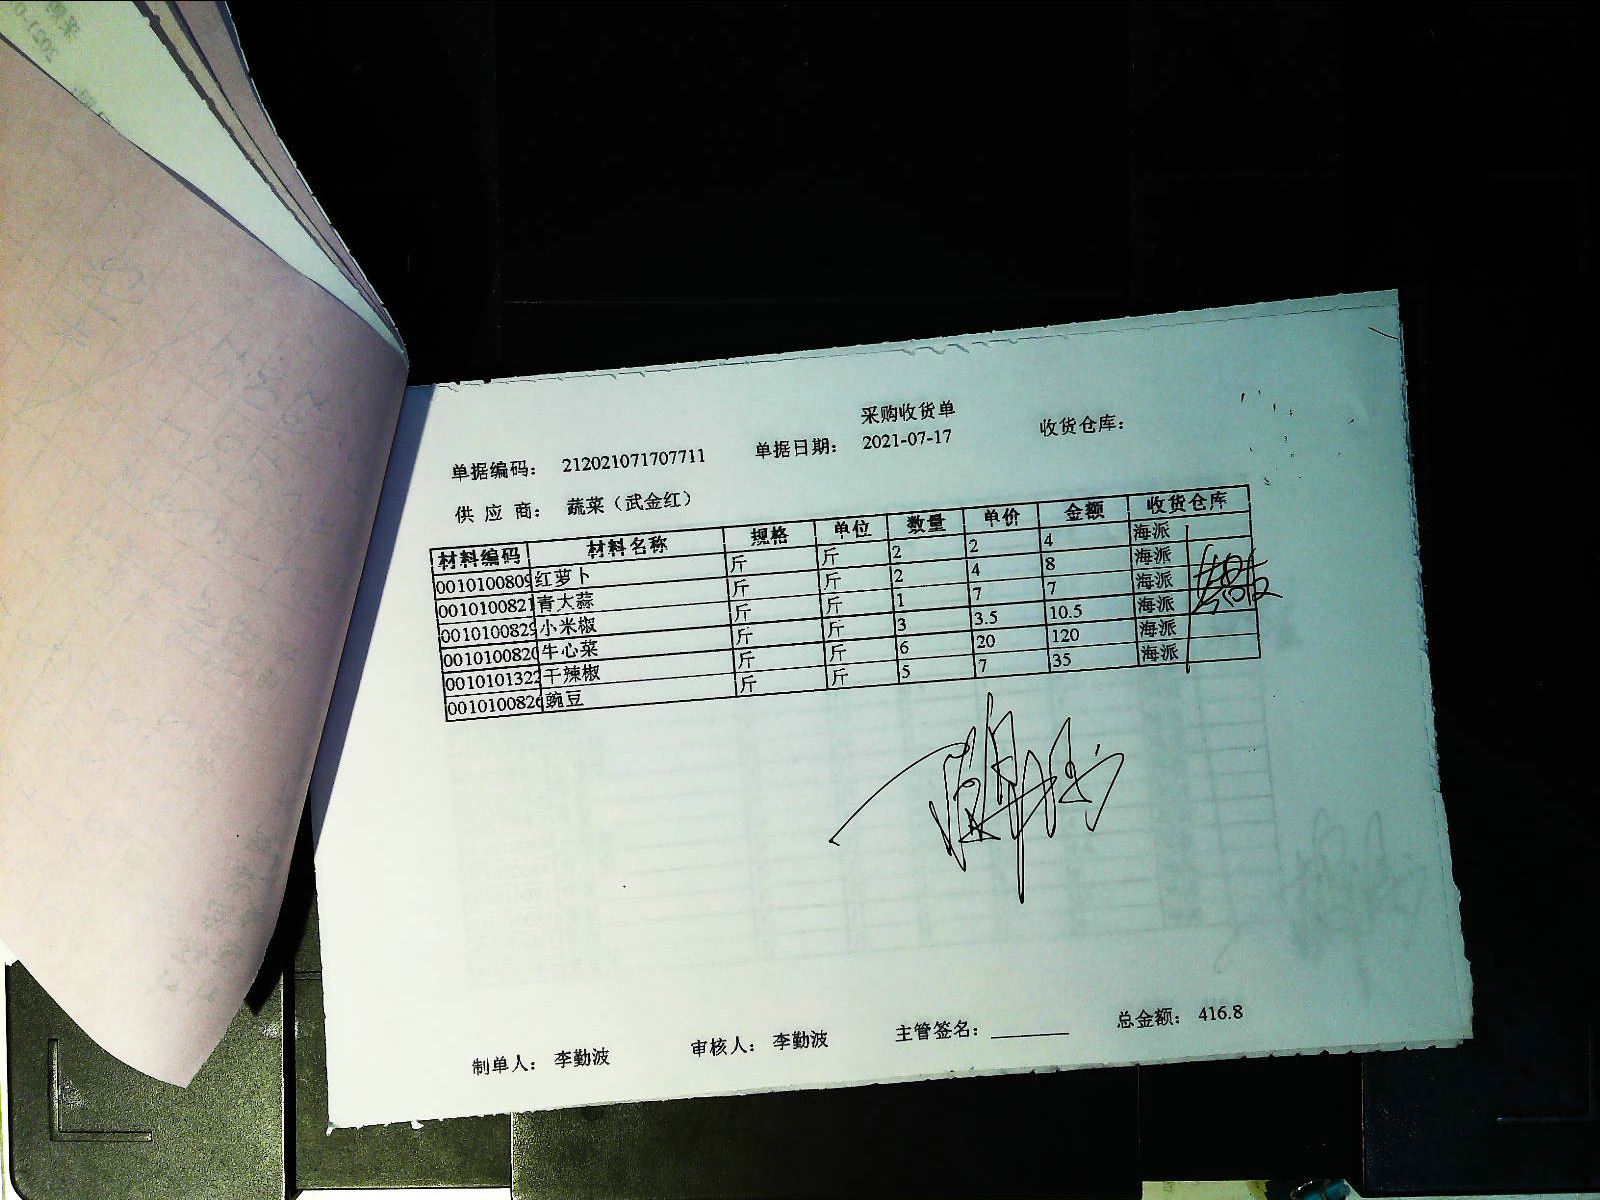 采购收货单
单据编码： 212021071707711 单据日期： 2021-07-17 收货仓库：
供 应 商： 蔬菜（武金红）
材料编码 材料名称 规格 单位 数量 单价 金额 收货仓库
0010100809 红萝卜 斤 斤 2 2 4 海派
0010100821 青大蒜 斤 斤 2 4 8 海派
0010100829 小米椒 斤 斤 1 7 7 海派
0010100820 牛心菜 斤 斤 3 3.5 10.5 海派
0010101322 干辣椒 斤 斤 6 20 120 海派
001010082 豌豆 斤 斤 5 7 35 海派
制单人： 李勤波 审核人： 李勤波 主管签名： 总金额： 416.8